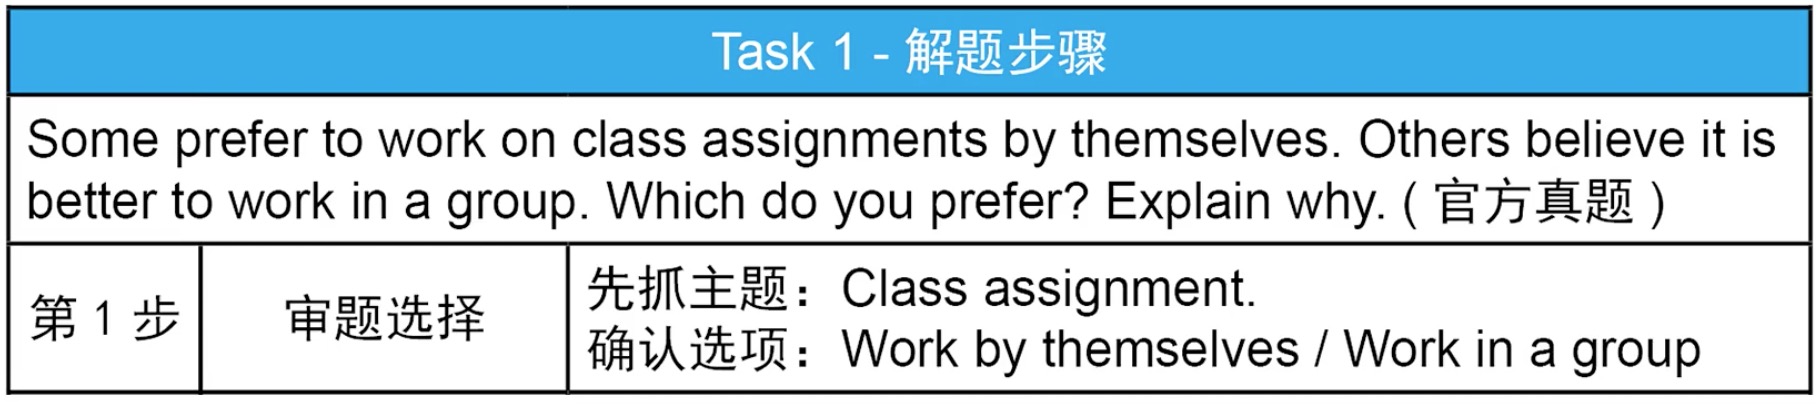 Task 1 - 解题步骤
Some prefer to work on class assignments by themselves. Others believe it is
better to work in a group. Which do you prefer? Explain why. ( 官方真题 )
第 1 步
审题选择
先抓主题：Class assignment.
确认选项：Work by themselves / Work in a group